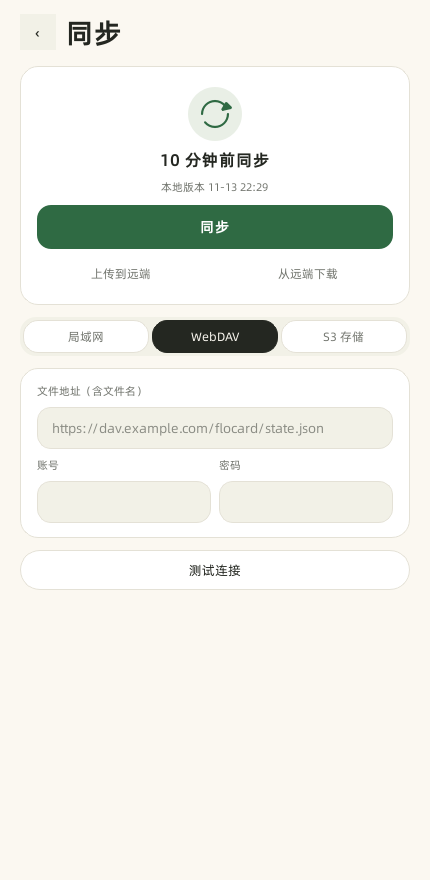 ‹ 同步
10 分钟前同步
本地版本 11-13 22:29
同步
上传到远端 从远端下载
局域网 WebDAV S3 存储
文件地址（含文件名）
https://dav.example.com/flocard/state.json
账号 密码
测试连接